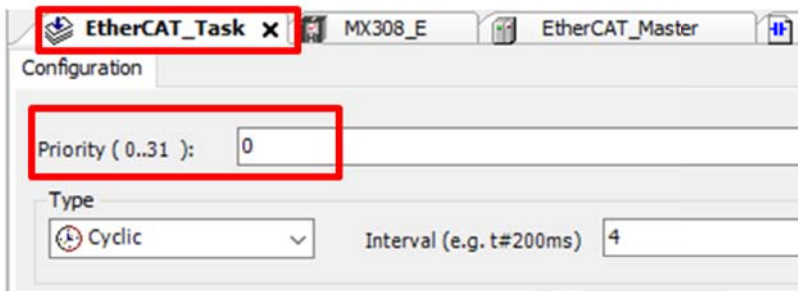 EtherCAT_Task MX308_E EtherCAT_Master
Configuration
Priority ( 0..31 ): 0
Type
Cyclic Interval (e.g. t#200ms) 4